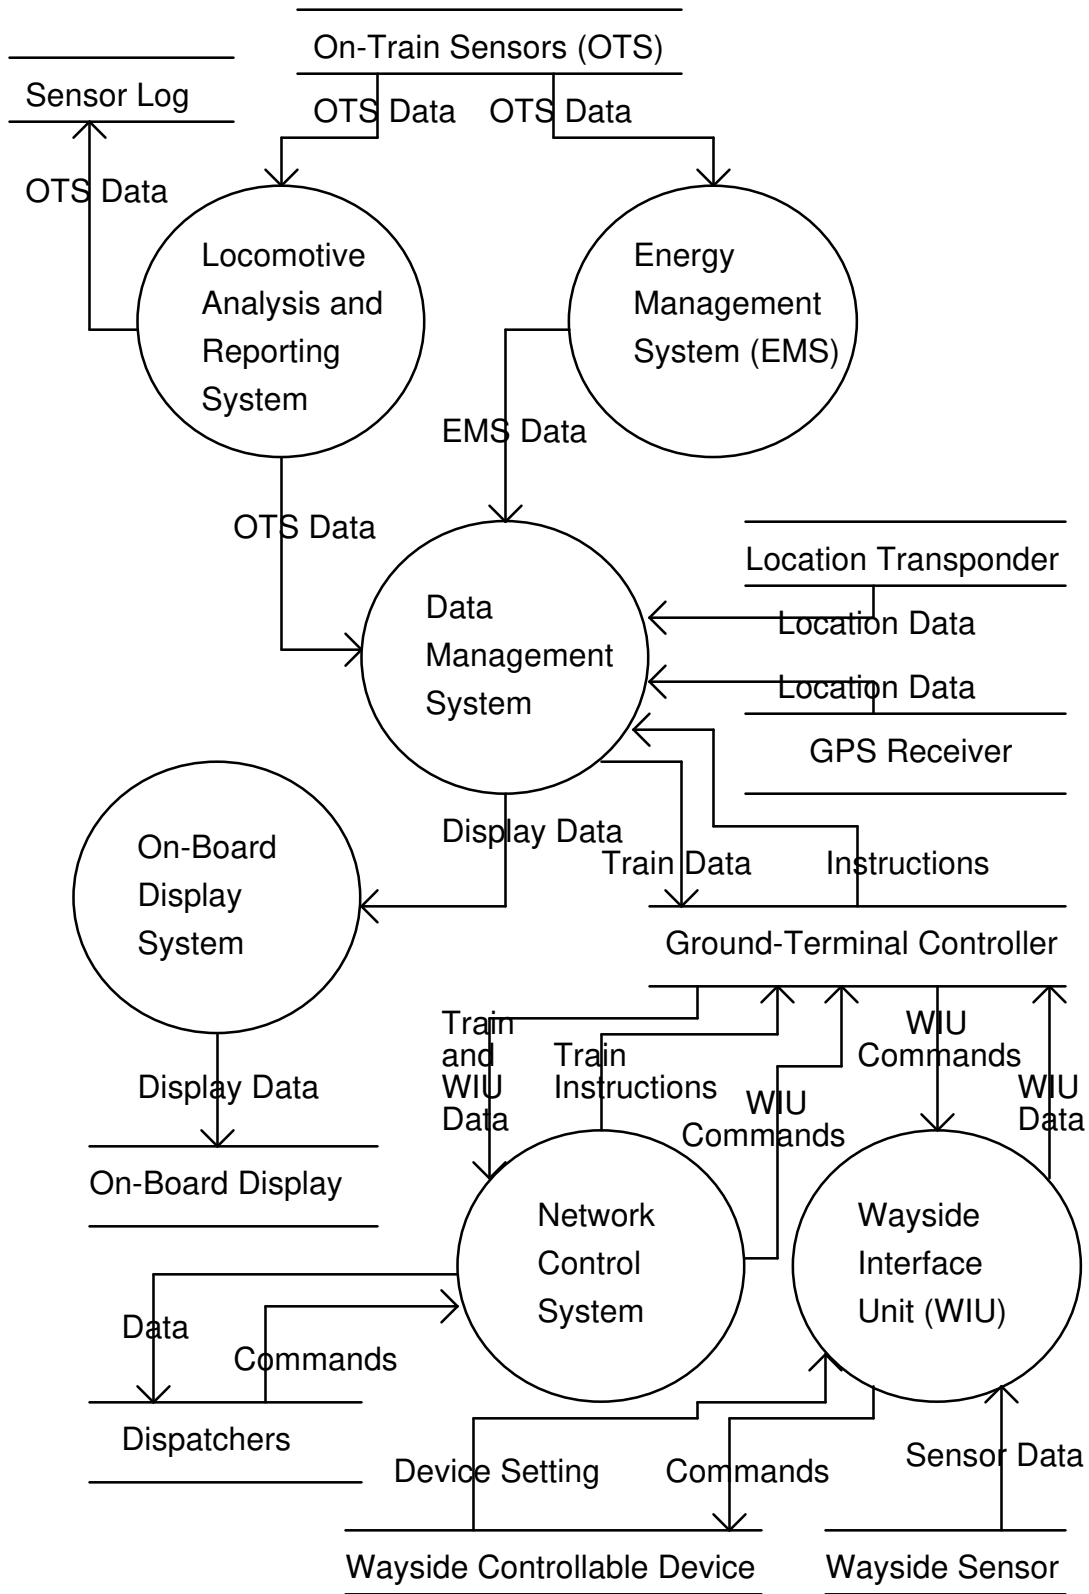 On-Train Sensors (OTS)
Sensor Log
OTS Data
OTS Data
OTS Data
Locomotive
Analysis and
Reporting
System
Energy
Management
System (EMS)
EMS Data
OTS Data
Location Transponder
Location Data
Data
Management
System
Location Data
GPS Receiver
On-Board
Display
System
Display Data
Train Data
Instructions
Ground-Terminal Controller
Train
and
WIU
Data
Train
Instructions
WIU
Commands
WIU
Commands
WIU
Data
Display Data
On-Board Display
Network
Control
System
Wayside
Interface
Unit (WIU)
Data
Commands
Dispatchers
Device Setting
Commands
Sensor Data
Wayside Controllable Device
Wayside Sensor